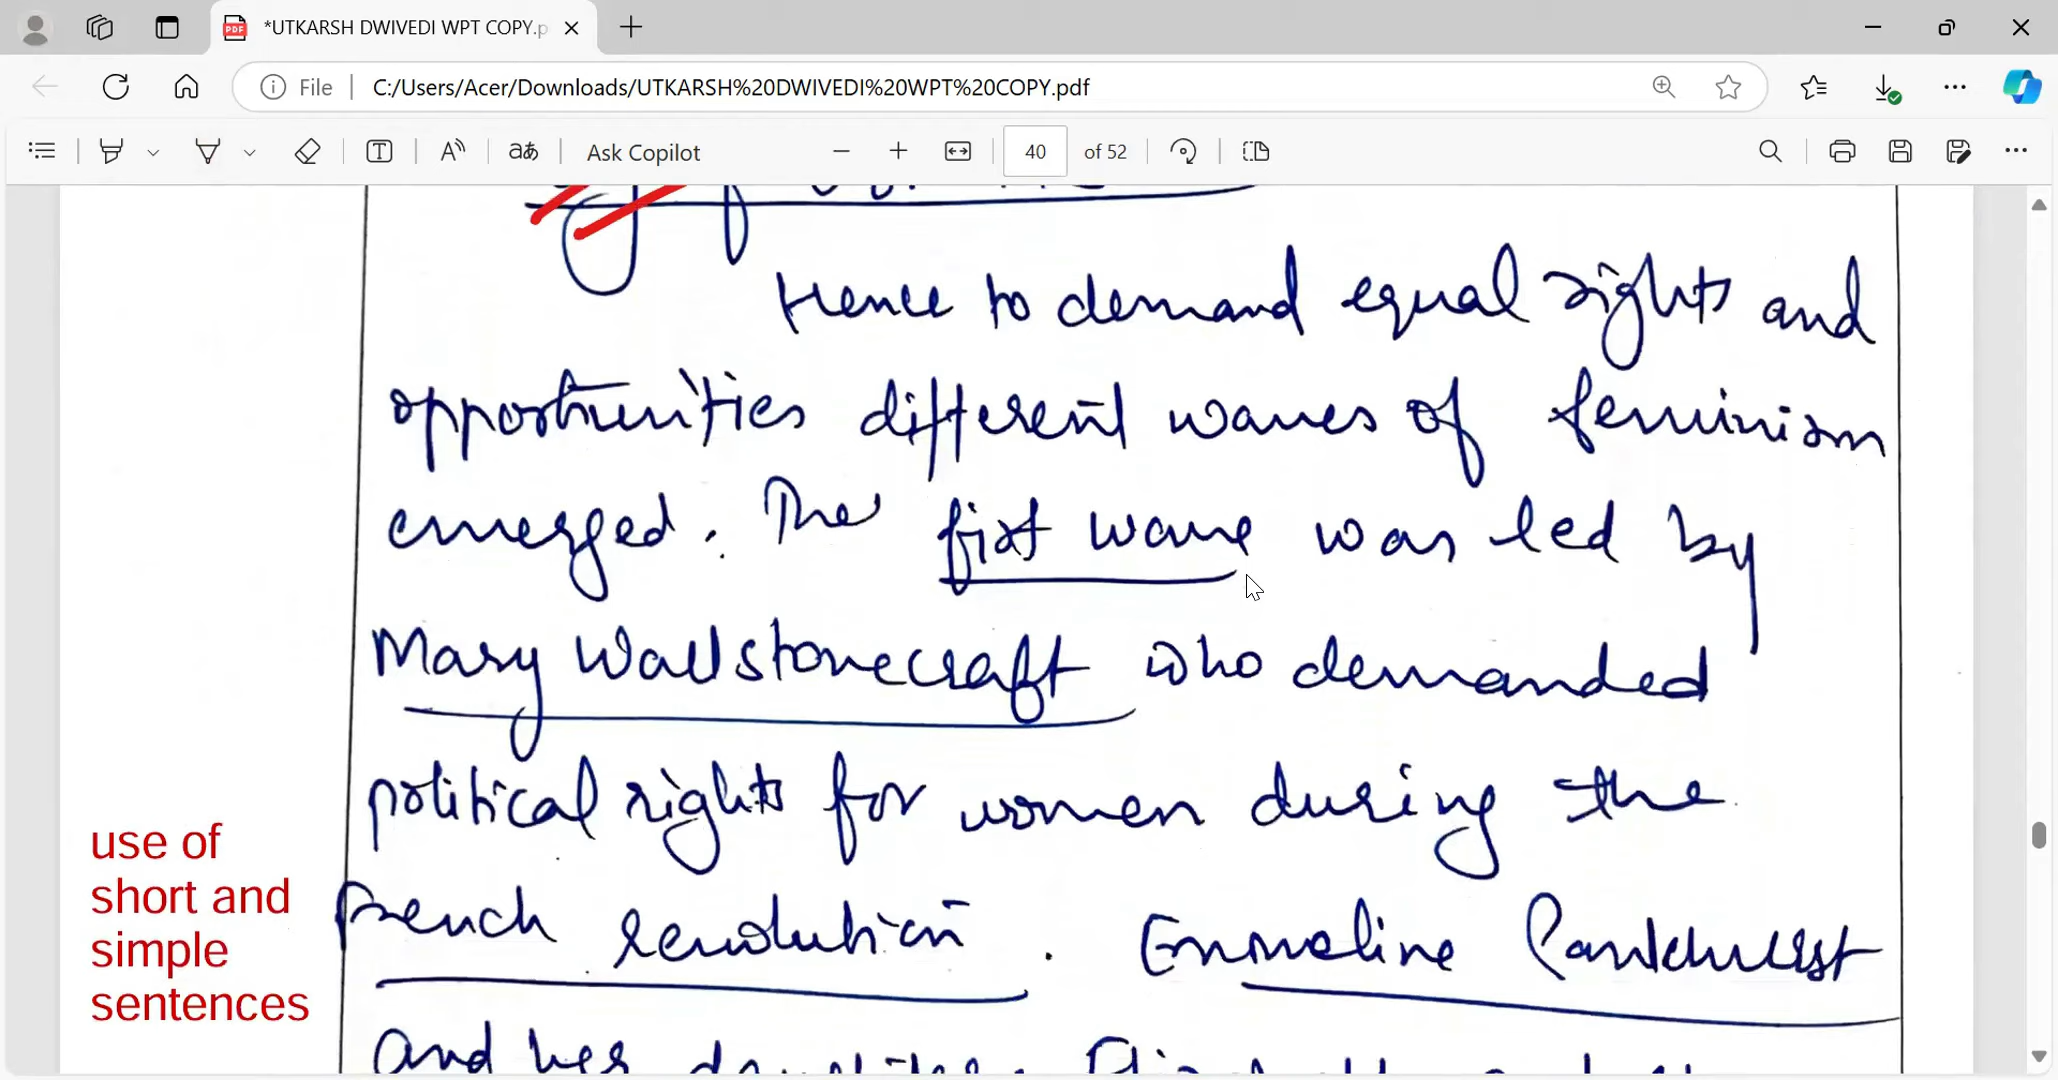 *UTKARSH DWIVEDI WPT COPY.p
File C:/Users/Acer/Downloads/UTKARSH%20DWIVEDI%20WPT%20COPY.pdf
Ask Copilot 40 of 52
Hence to demand equal rights and
opportunities different waves of feminism
emerged. The first wave was led by
Mary Wallstonecraft who demanded
political rights for women during the
French revolution. Emmeline Pankhurst
and her
use of
short and
simple
sentences